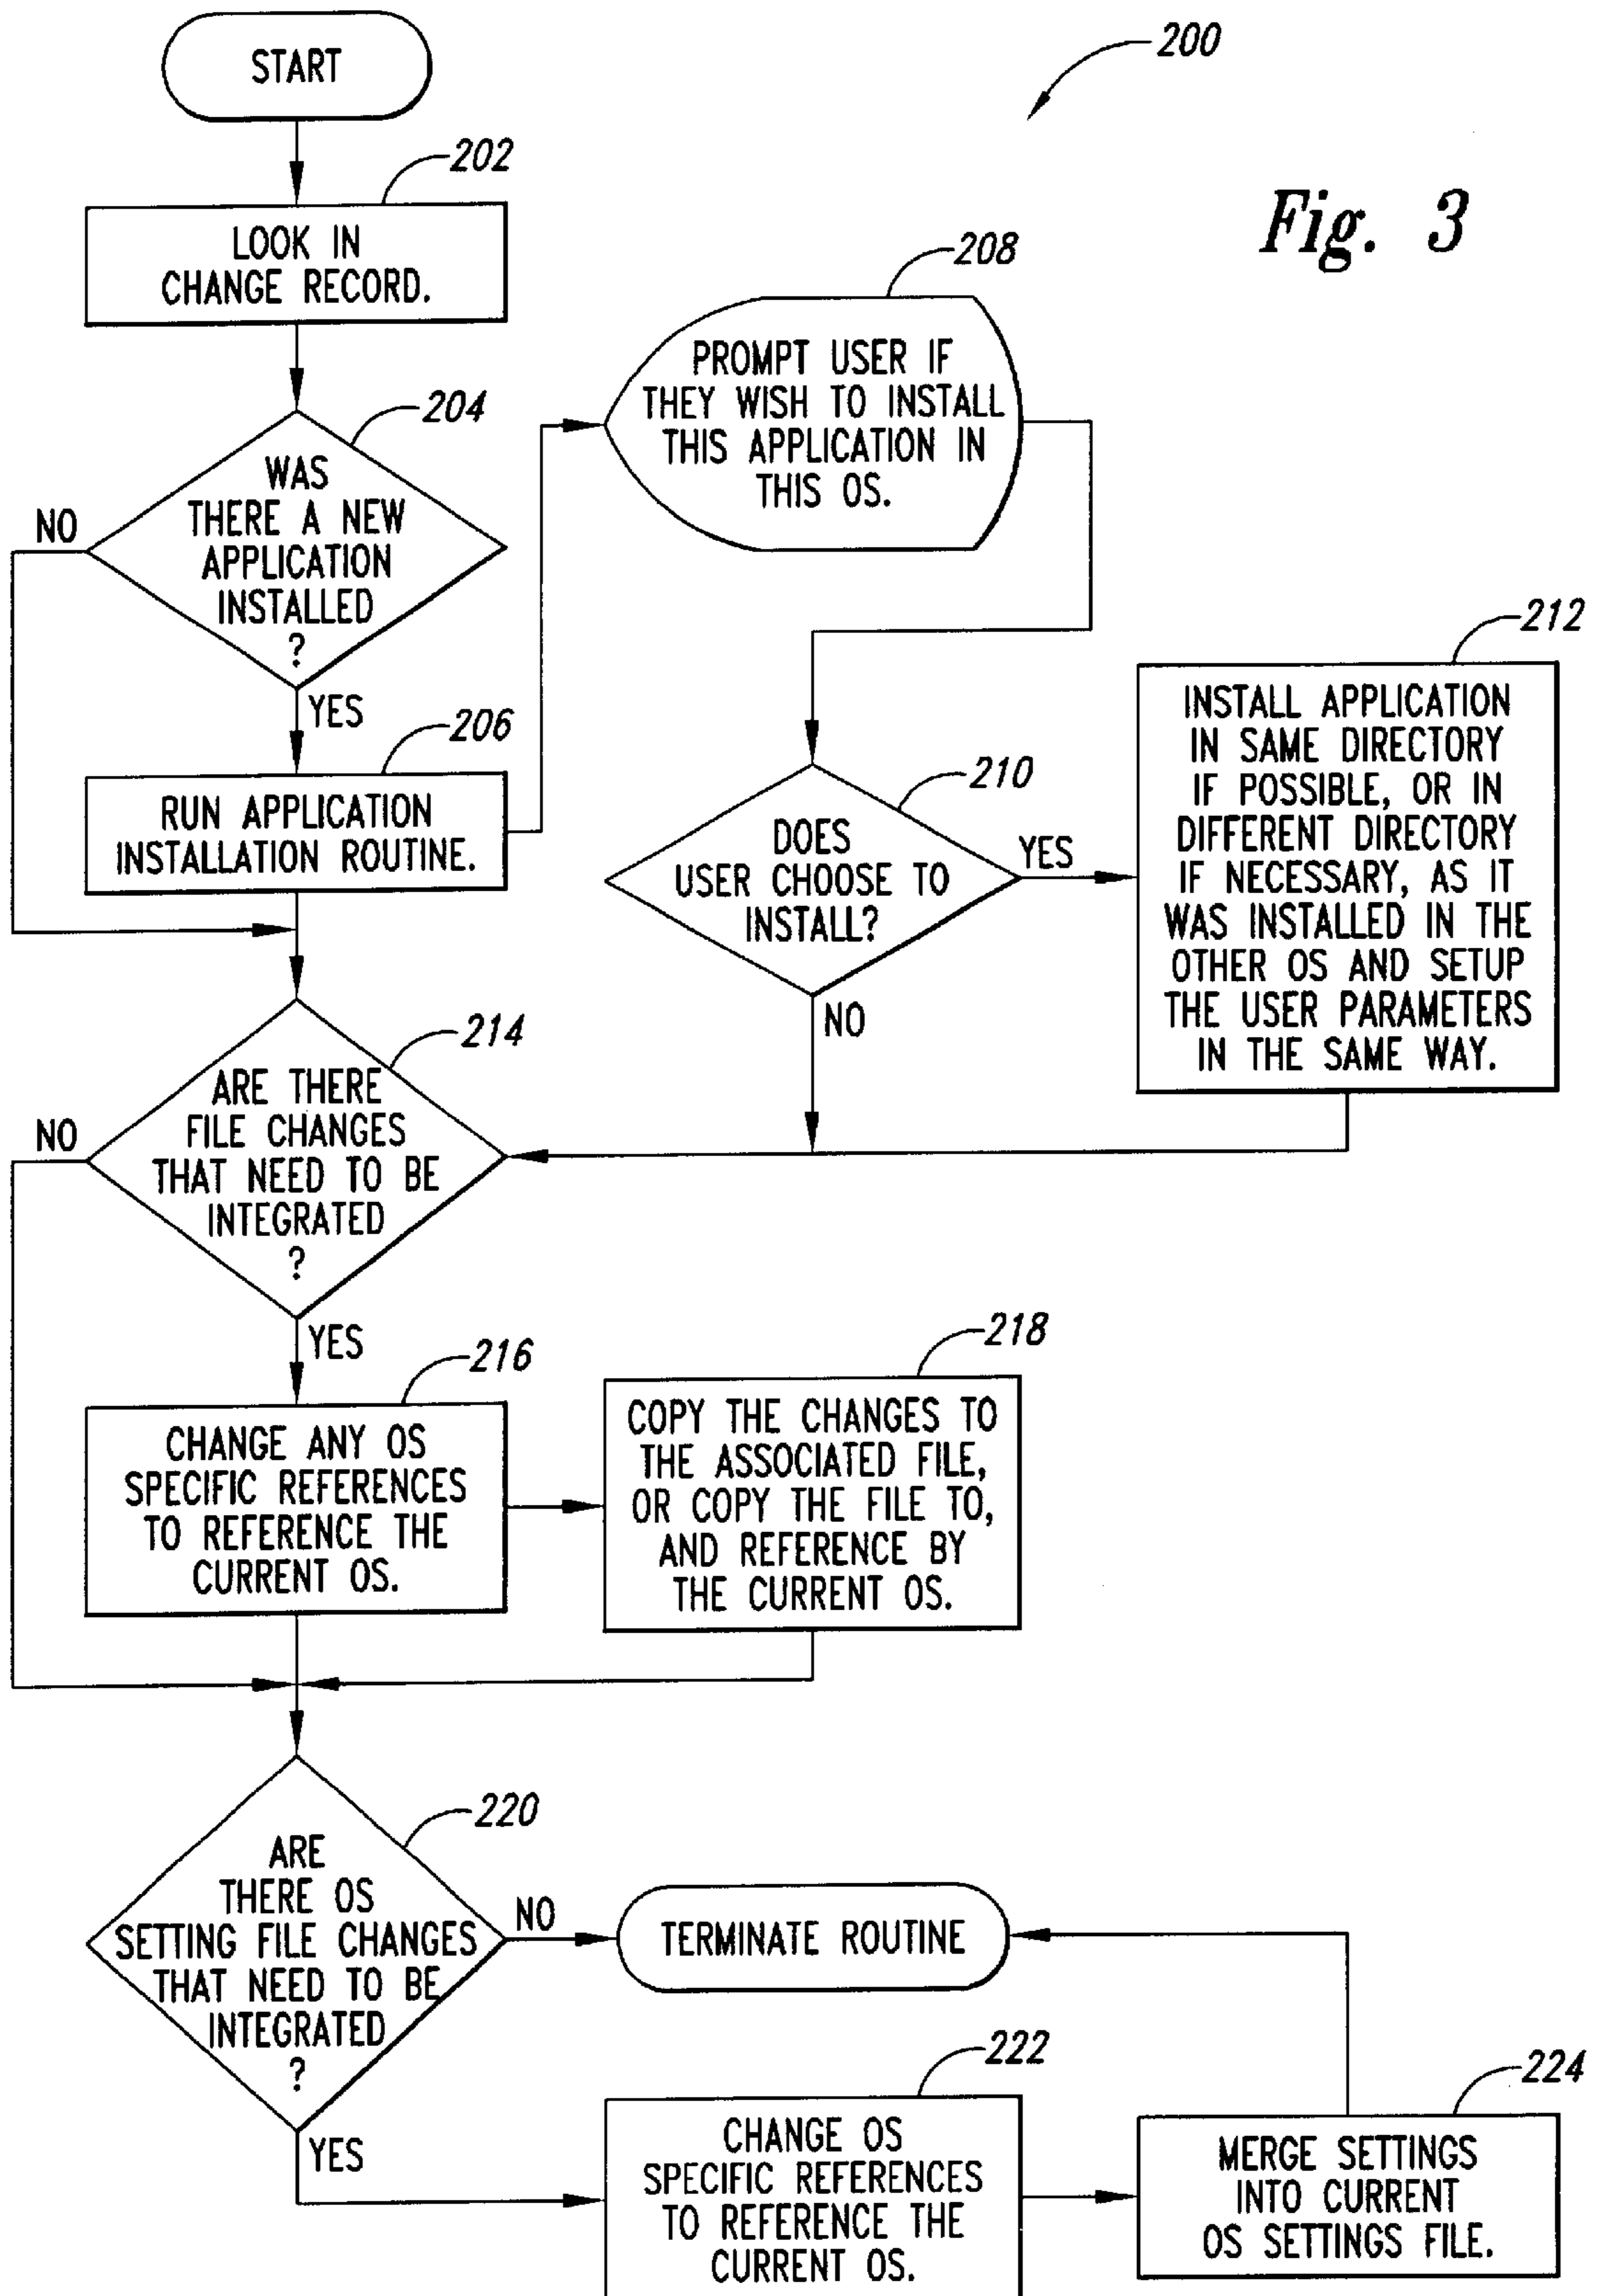 START
200
Fig. 3
202
LOOK IN
CHANGE RECORD.
204
WAS
THERE A NEW
APPLICATION
INSTALLED
?
NO
YES
206
RUN APPLICATION
INSTALLATION ROUTINE.
208
PROMPT USER IF
THEY WISH TO INSTALL
THIS APPLICATION IN
THIS OS.
210
DOES
USER CHOOSE TO
INSTALL?
YES
NO
212
INSTALL APPLICATION
IN SAME DIRECTORY
IF POSSIBLE, OR IN
DIFFERENT DIRECTORY
IF NECESSARY, AS IT
WAS INSTALLED IN THE
OTHER OS AND SETUP
THE USER PARAMETERS
IN THE SAME WAY.
214
ARE THERE
FILE CHANGES
THAT NEED TO BE
INTEGRATED
?
NO
YES
216
CHANGE ANY OS
SPECIFIC REFERENCES
TO REFERENCE THE
CURRENT OS.
218
COPY THE CHANGES TO
THE ASSOCIATED FILE,
OR COPY THE FILE TO,
AND REFERENCE BY
THE CURRENT OS.
220
ARE
THERE OS
SETTING FILE CHANGES
THAT NEED TO BE
INTEGRATED
?
NO
YES
TERMINATE ROUTINE
222
CHANGE OS
SPECIFIC REFERENCES
TO REFERENCE THE
CURRENT OS.
224
MERGE SETTINGS
INTO CURRENT
OS SETTINGS FILE.